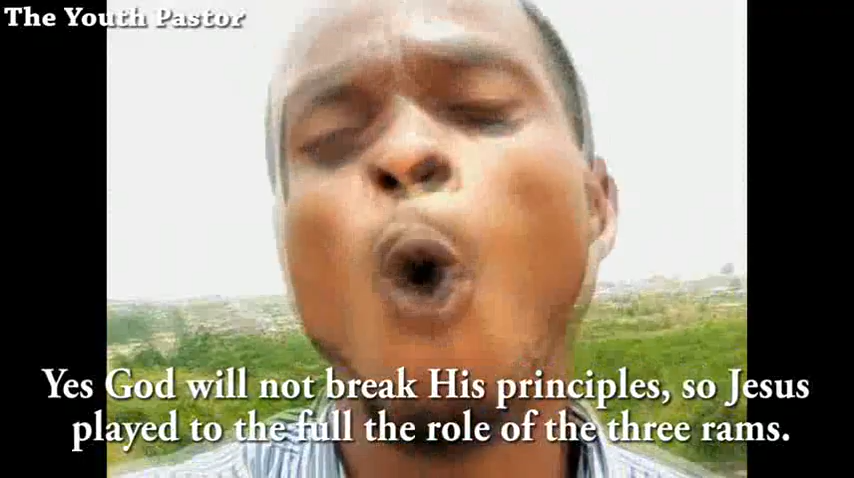 The Youth Pastor
Yes God will not break His principles, so Jesus
played to the full the role of the three rams.